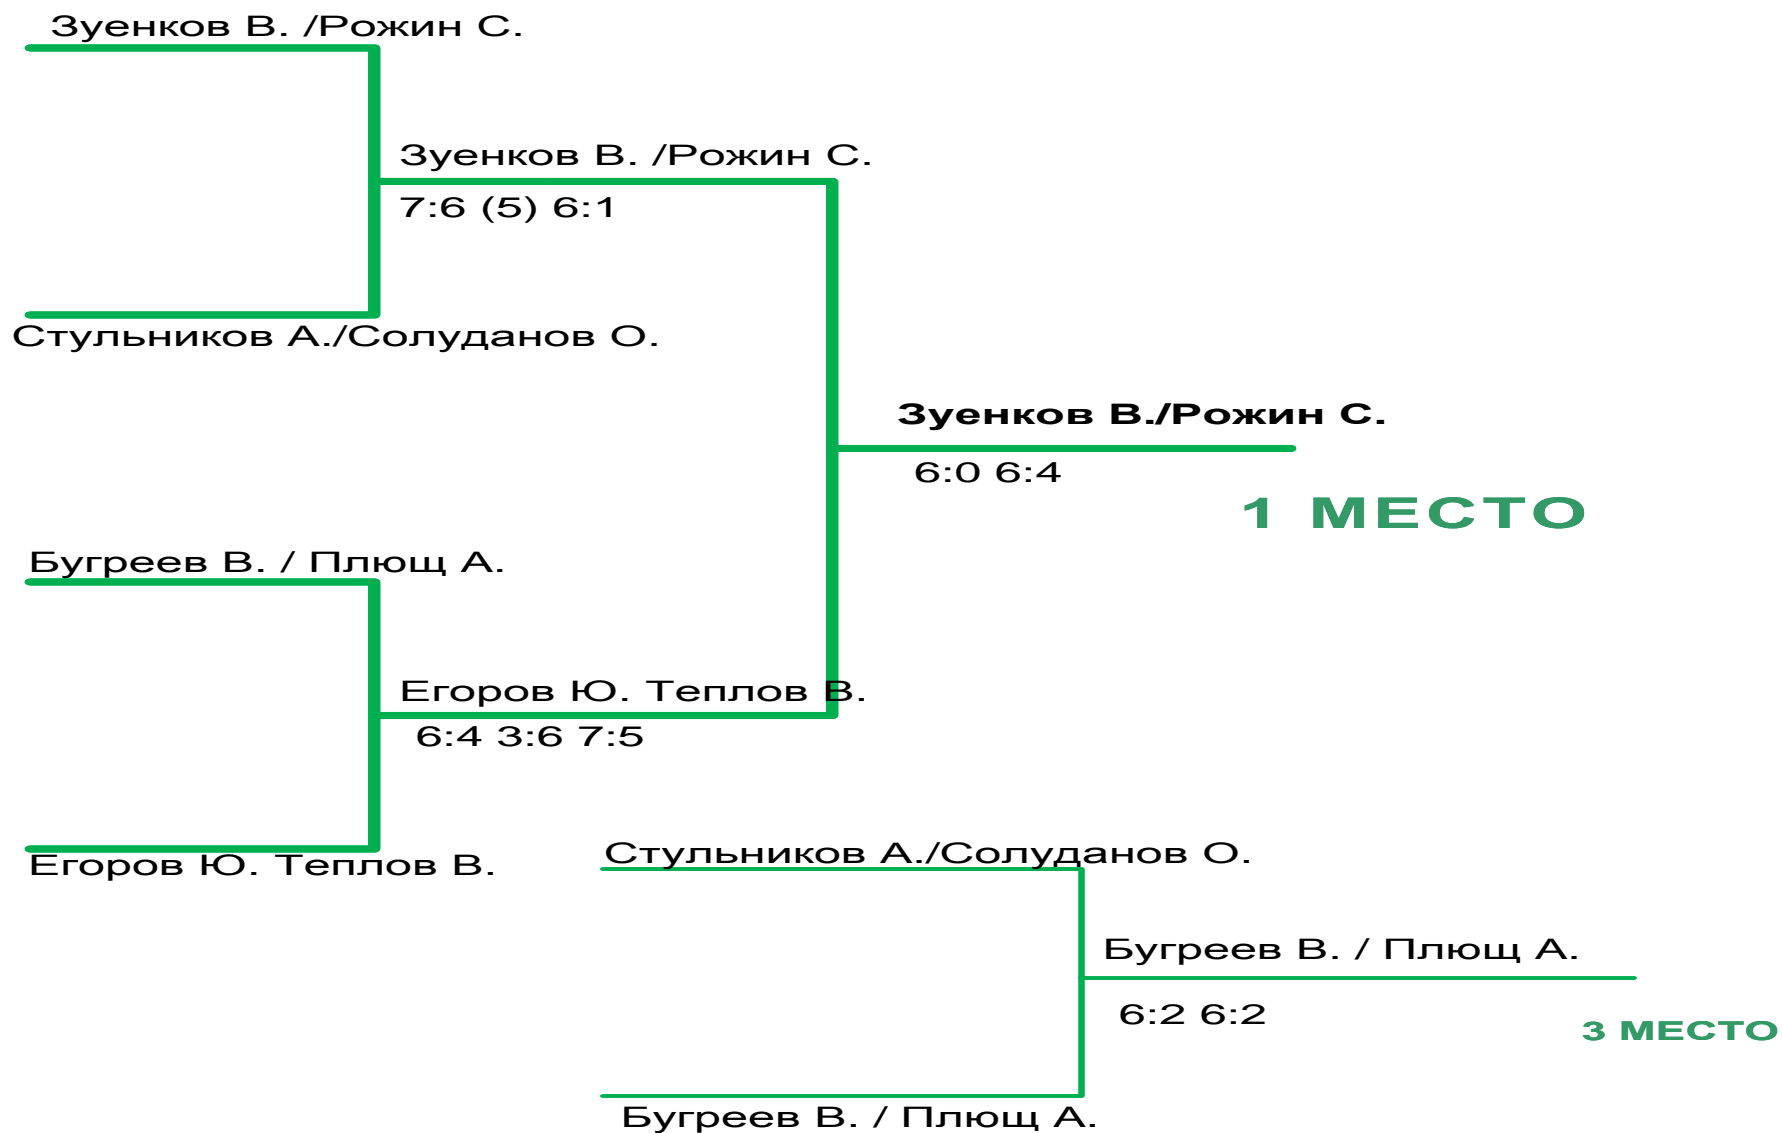 Зуенков В. /Рожин С.
Зуенков В. /Рожин С.
7:6 (5) 6:1
Стульников А./Солуданов О.
Зуенков В./Рожин С.
6:0 6:4
1 МЕСТО
Бугреев В. / Плющ А.
Егоров Ю. Теплов В.
6:4 3:6 7:5
Егоров Ю. Теплов В.
Стульников А./Солуданов О.
Бугреев В. / Плющ А.
6:2 6:2
3 МЕСТО
Бугреев В. / Плющ А.